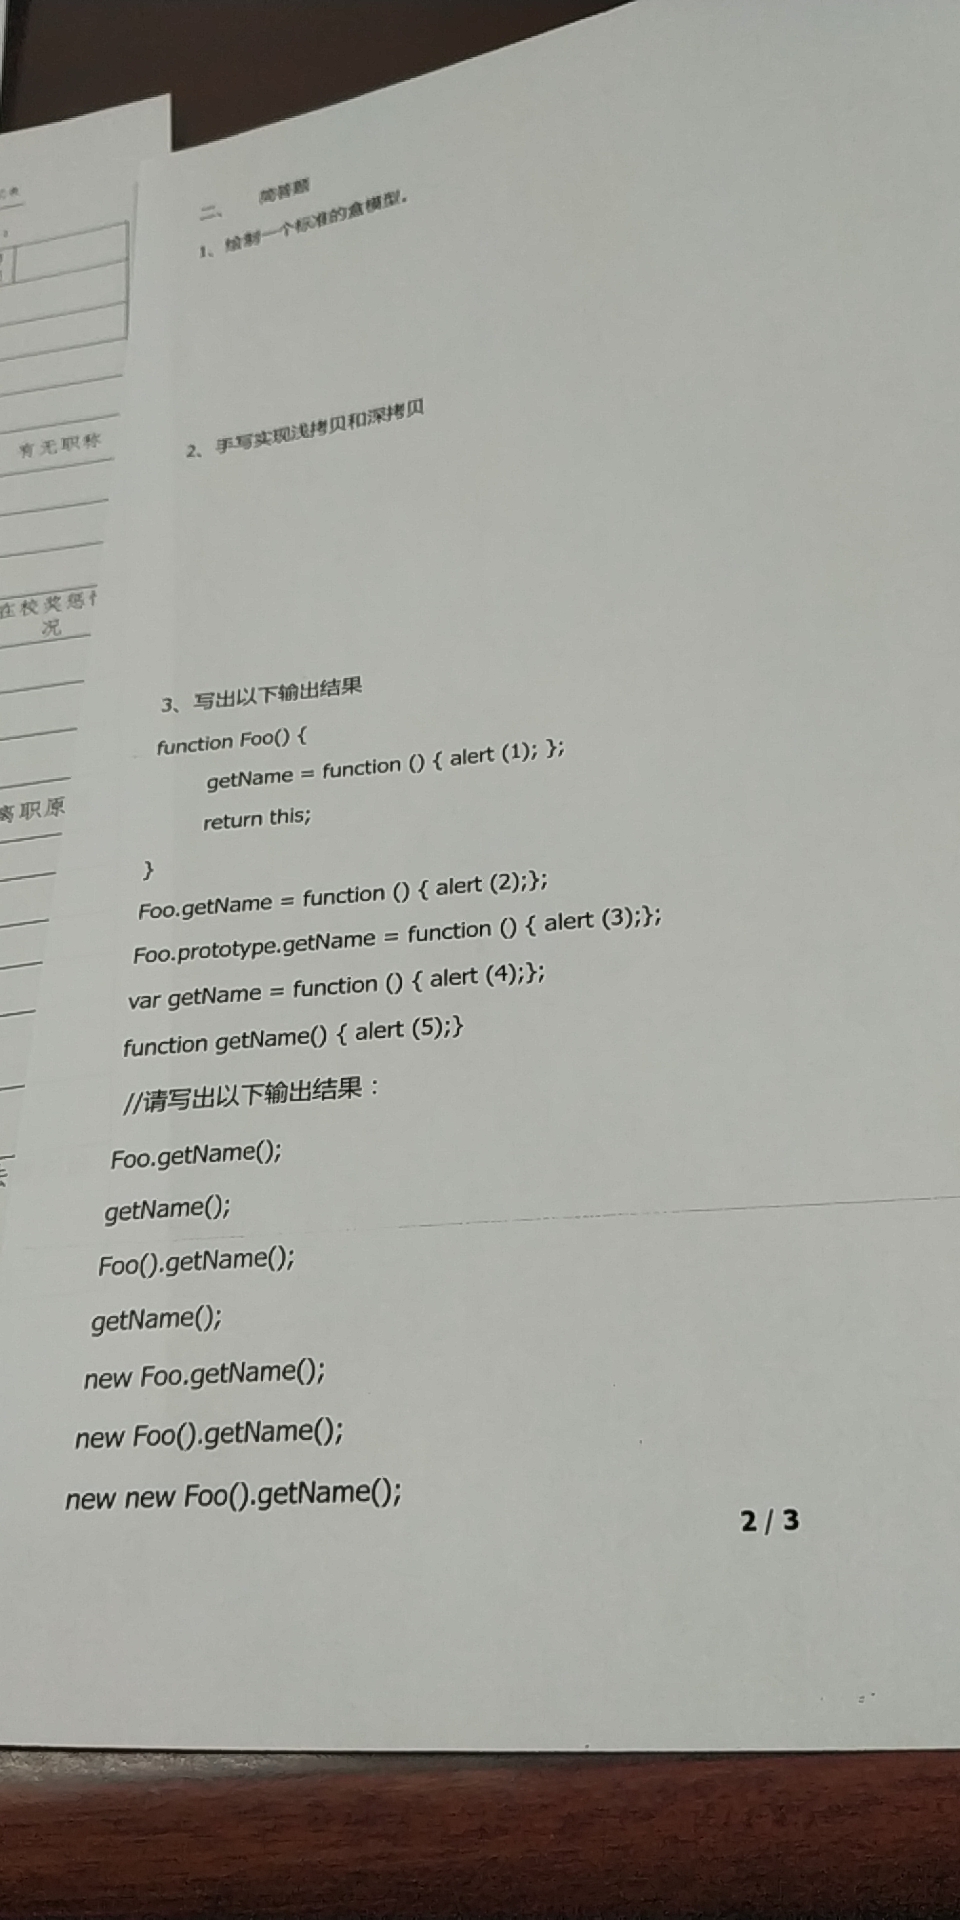 有无职称
在校奖惩
况
离职原
二、 简答题
1、绘制一个标准的盒模型。
2、手写实现浅拷贝和深拷贝
3、写出以下输出结果
function Foo() {
getName = function () { alert (1); };
return this;
}
Foo.getName = function () { alert (2);};
Foo.prototype.getName = function () { alert (3);};
var getName = function () { alert (4);};
function getName() { alert (5);}
//请写出以下输出结果：
Foo.getName();
getName();
Foo().getName();
getName();
new Foo.getName();
new Foo().getName();
new new Foo().getName();
2 / 3